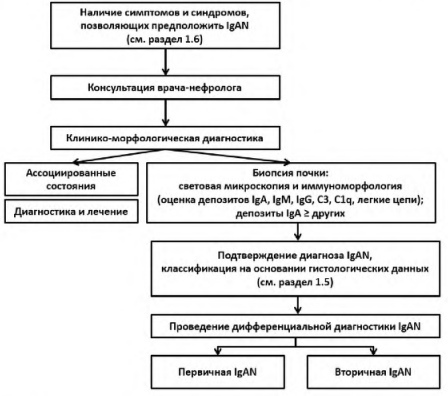 Наличие симптомов и синдромов,
позволяющих предположить IgAN
(см. раздел 1.6)
Консультация врача-нефролога
Клинико-морфологическая диагностика
Ассоциированные
состояния
Диагностика и лечение
Биопсия почки:
световая микроскопия и иммуноморфология
(оценка депозитов IgA, IgM, IgG, C3, C1q, легкие цепи);
депозиты IgA ≥ других
Подтверждение диагноза IgAN,
классификация на основании гистологических данных
(см. раздел 1.5)
Проведение дифференциальной диагностики IgAN
Первичная IgAN
Вторичная IgAN